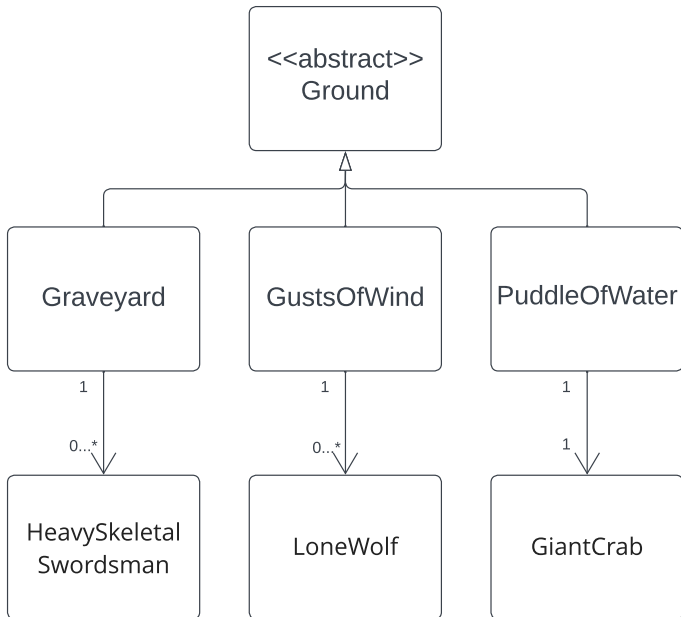 <<abstract>>
Ground
Graveyard
GustsOfWind
PuddleOfWater
1
1
1
0...*
0...*
1
HeavySkeletal
Swordsman
LoneWolf
GiantCrab